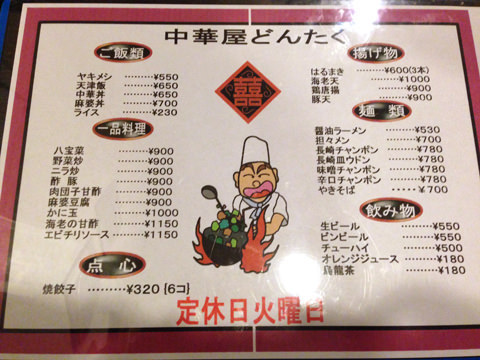 中華屋どんたく
ご飯類
ヤキメシ ………¥550
天津飯 ………¥650
中華丼 ………¥650
麻婆丼 ………¥700
ライス ………¥230
一品料理
八宝菜 ………¥900
野菜炒 ………¥900
ニラ炒 ………¥900
酢豚 ………¥900
肉団子甘酢 ………¥900
麻婆豆腐 ………¥900
かに玉 ………¥1000
海老の甘酢 ………¥1150
エビチリソース ………¥1150
点心
焼餃子 ………¥320 {6コ}
囍
揚げ物
はるまき ………¥600(3本)
海老天 ………¥1000
鶏唐揚 ………¥900
豚天 ………¥900
麺類
醤油ラーメン ………¥530
担々メン ………¥700
長崎チャンポン ………¥780
長崎皿ウドン ………¥780
味噌チャンポン ………¥780
辛口チャンポン ………¥780
やきそば ・・・・・¥700
飲み物
生ビール ………¥550
ビンビール ………¥550
チューハイ ………¥500
オレンジジュース ………¥180
烏龍茶 ………¥180
定休日火曜日